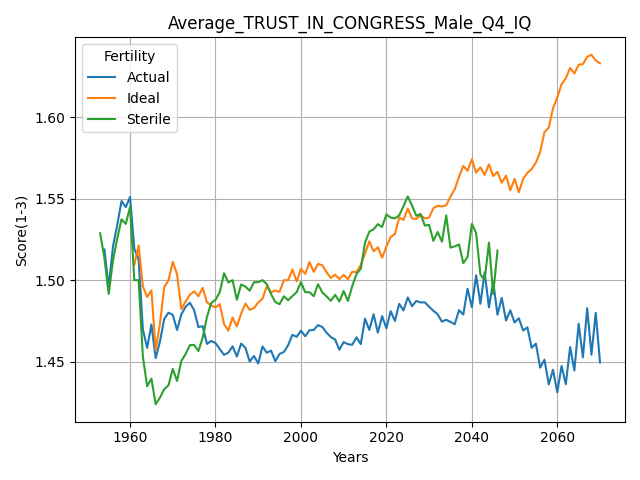 Average_TRUST_IN_CONGRESS_Male_Q4_IQ
Fertility
Actual
Ideal
Sterile
Score(1-3)
1.60
1.55
1.50
1.45
1960 1980 2000 2020 2040 2060
Years